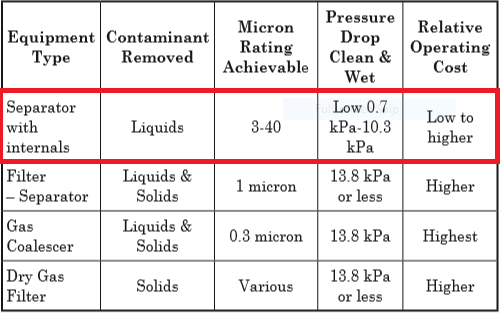 Equipment Type
Contaminant Removed
Micron Rating Achievable
Pressure Drop Clean & Wet
Relative Operating Cost
Separator with internals
Liquids
3-40
Low 0.7 kPa-10.3 kPa
Low to higher
Filter – Separator
Liquids & Solids
1 micron
13.8 kPa or less
Higher
Gas Coalescer
Liquids & Solids
0.3 micron
13.8 kPa
Highest
Dry Gas Filter
Solids
Various
13.8 kPa or less
Higher